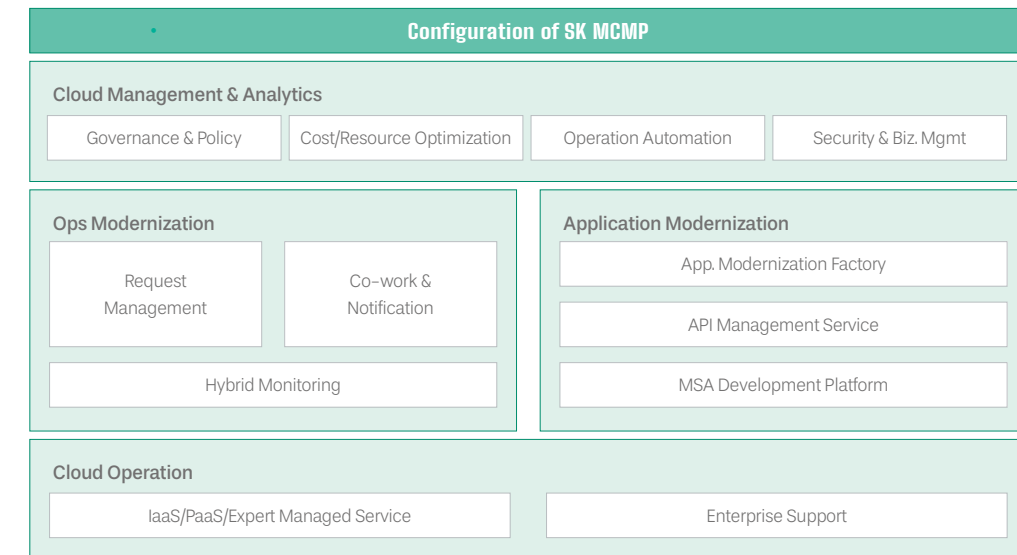 Configuration of SK MCMP
Cloud Management & Analytics
Governance & Policy
Cost/Resource Optimization
Operation Automation
Security & Biz. Mgmt
Ops Modernization
Request
Management
Co-work &
Notification
Hybrid Monitoring
Application Modernization
App. Modernization Factory
API Management Service
MSA Development Platform
Cloud Operation
IaaS/PaaS/Expert Managed Service
Enterprise Support